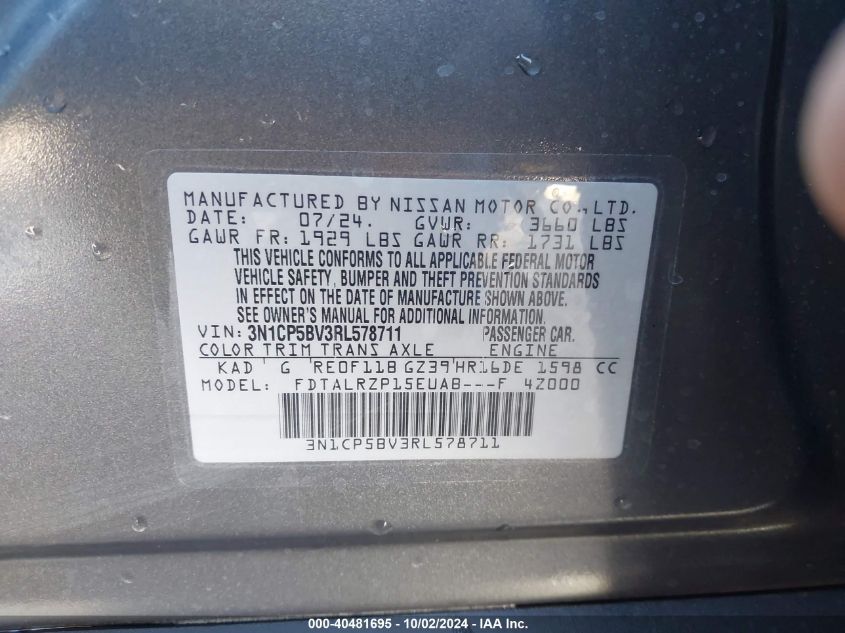 MANUFACTURED BY NISSAN MOTOR CO., LTD.
DATE: 07/24. GVWR: 3660 LBS
GAWR FR: 1929 LBS GAWR RR: 1731 LBS
THIS VEHICLE CONFORMS TO ALL APPLICABLE FEDERAL MOTOR
VEHICLE SAFETY, BUMPER AND THEFT PREVENTION STANDARDS
IN EFFECT ON THE DATE OF MANUFACTURE SHOWN ABOVE.
SEE OWNER'S MANUAL FOR ADDITIONAL INFORMATION
VIN: 3N1CP5BV3RL578711 PASSENGER CAR.
COLOR TRIM TRANS AXLE ENGINE
KAD G RE0F11B GZ39 HR16DE 1598 CC
MODEL: FDTALRZP15EUAB---F 4Z000
3N1CP5BV3RL578711
000-40481695 - 10/02/2024 - IAA Inc.